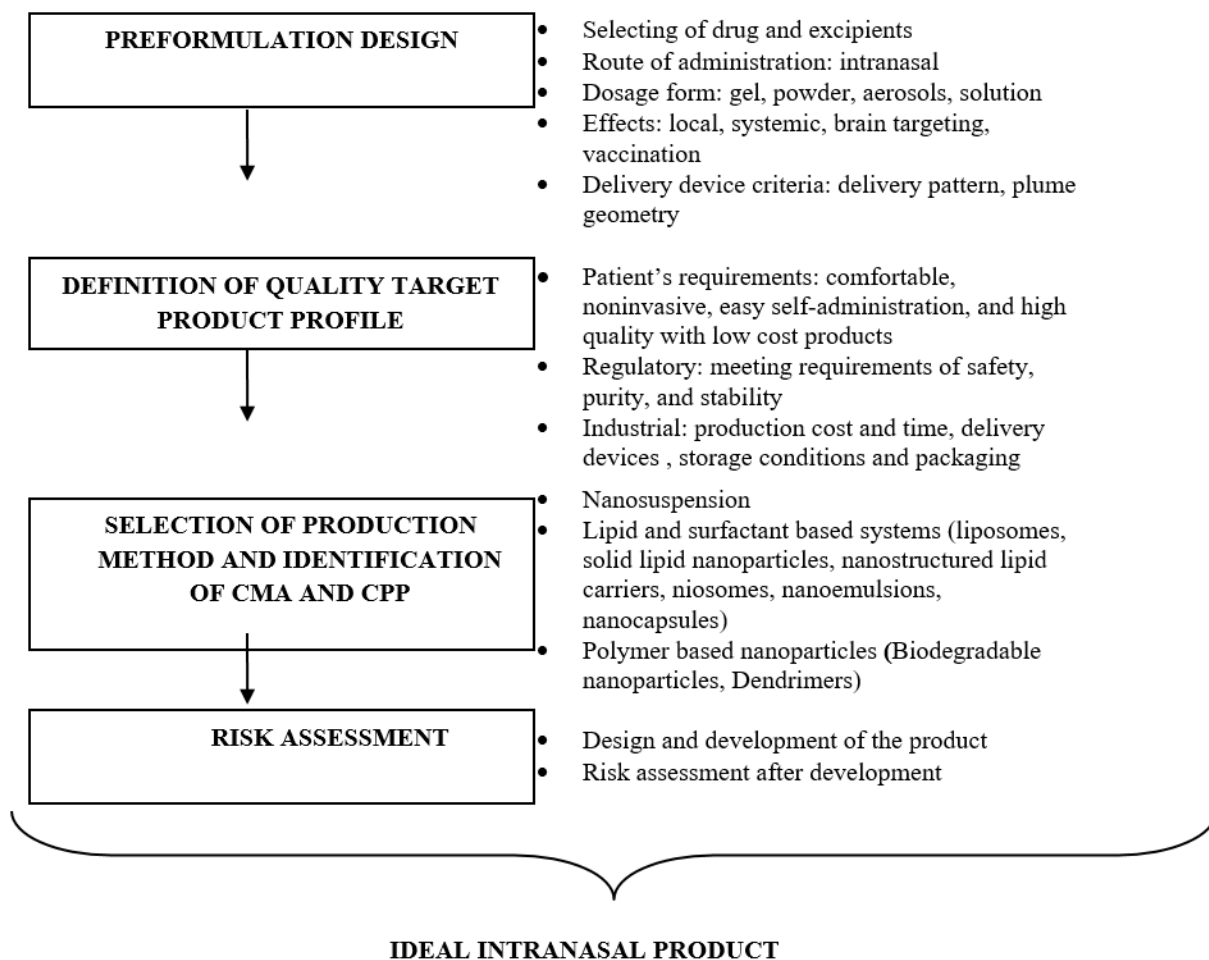 PREFORMULATION DESIGN
• Selecting of drug and excipients
• Route of administration: intranasal
• Dosage form: gel, powder, aerosols, solution
• Effects: local, systemic, brain targeting,
vaccination
• Delivery device criteria: delivery pattern, plume
geometry
DEFINITION OF QUALITY TARGET
PRODUCT PROFILE
• Patient’s requirements: comfortable,
noninvasive, easy self-administration, and high
quality with low cost products
• Regulatory: meeting requirements of safety,
purity, and stability
• Industrial: production cost and time, delivery
devices , storage conditions and packaging
SELECTION OF PRODUCTION
METHOD AND IDENTIFICATION
OF CMA AND CPP
• Nanosuspension
• Lipid and surfactant based systems (liposomes,
solid lipid nanoparticles, nanostructured lipid
carriers, niosomes, nanoemulsions,
nanocapsules)
• Polymer based nanoparticles (Biodegradable
nanoparticles, Dendrimers)
RISK ASSESSMENT
• Design and development of the product
• Risk assessment after development
IDEAL INTRANASAL PRODUCT